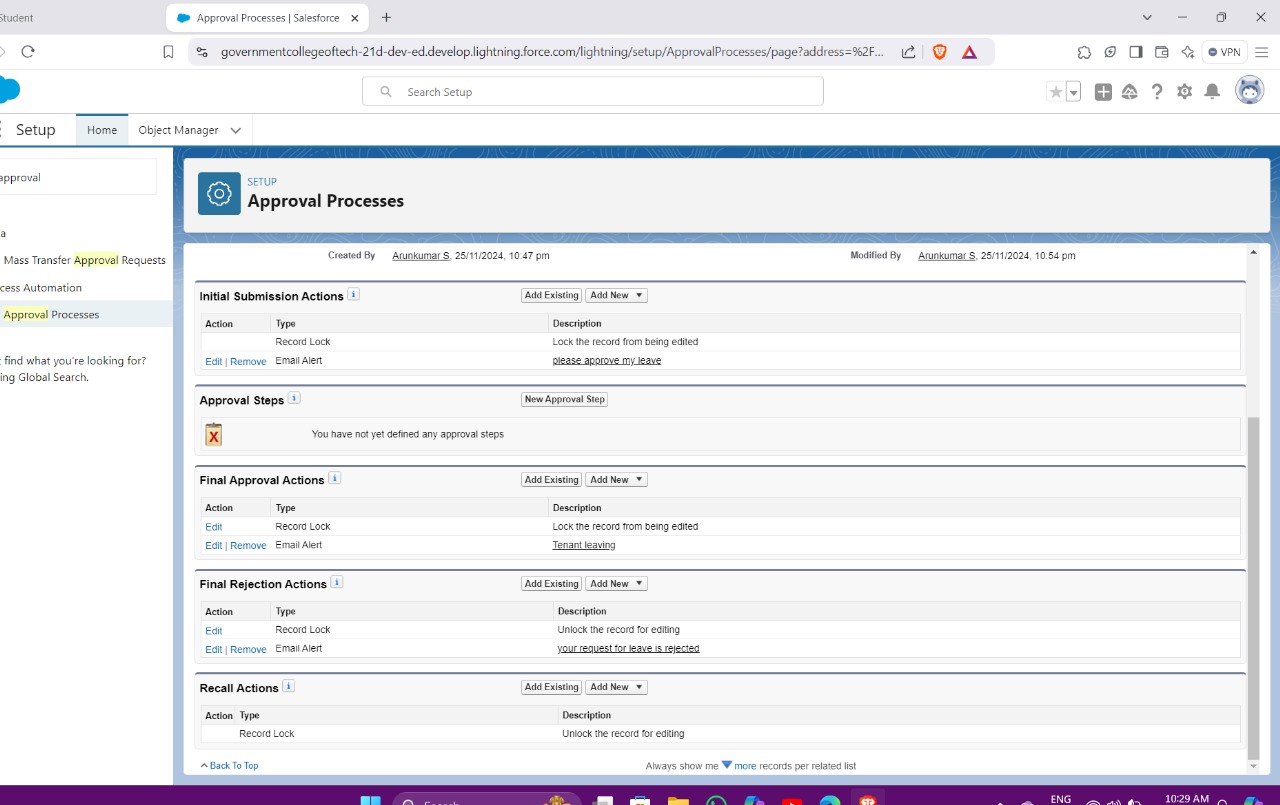 Student
Approval Processes | Salesforce
governmentcollegeoftech-21d-dev-ed.develop.lightning.force.com/lightning/setup/ApprovalProcesses/page?address=%2F...
VPN
Search Setup
Setup
Home
Object Manager
approval
SETUP
Approval Processes
a
Mass Transfer Approval Requests
cess Automation
Approval Processes
find what you're looking for?
ing Global Search.
Created By Arunkumar S, 25/11/2024, 10:47 pm
Modified By Arunkumar S, 25/11/2024, 10:54 pm
Initial Submission Actions i Add Existing Add New ▼
Action Type Description
Record Lock Lock the record from being edited
Edit | Remove Email Alert please approve my leave
Approval Steps i New Approval Step
X You have not yet defined any approval steps
Final Approval Actions i Add Existing Add New ▼
Action Type Description
Edit Record Lock Lock the record from being edited
Edit | Remove Email Alert Tenant leaving
Final Rejection Actions i Add Existing Add New ▼
Action Type Description
Edit Record Lock Unlock the record for editing
Edit | Remove Email Alert your request for leave is rejected
Recall Actions i Add Existing Add New ▼
Action Type Description
Record Lock Unlock the record for editing
Back To Top
Always show me ▼ more records per related list
Search
ENG
10:29 AM